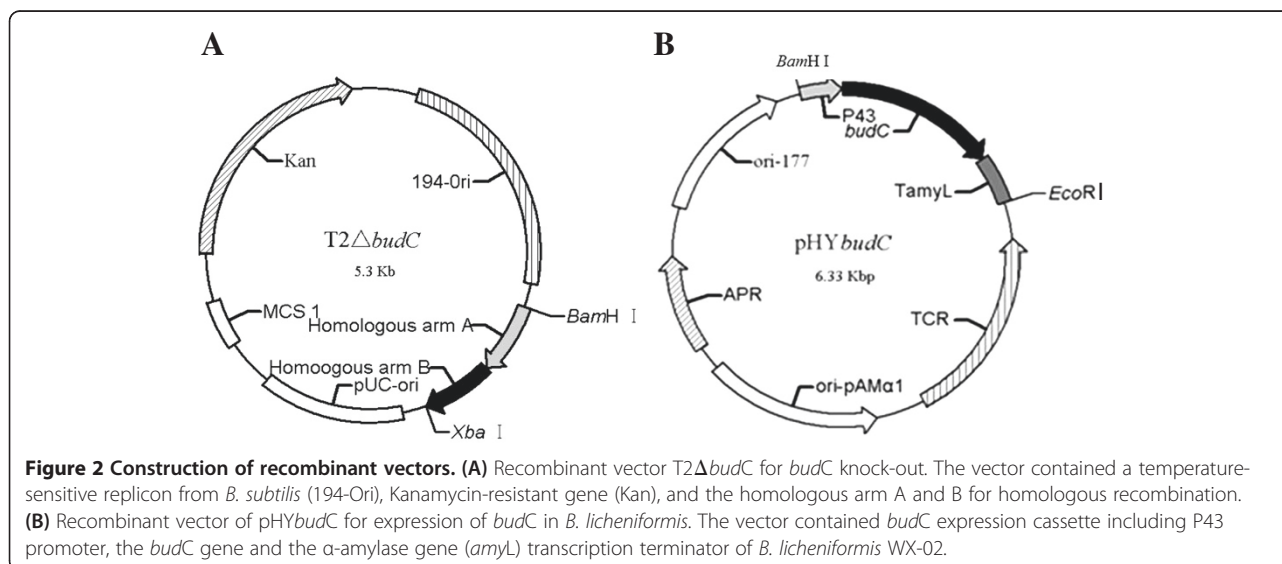 A
Kan
194-0ri
T2△budC
5.3 Kb
MCS 1
Homologous arm A
BamH I
Homoogous arm B
pUC-ori
Xba I
B
BamH I
P43
budC
ori-177
TamyL
EcoR I
pHYbudC
6.33 Kbp
APR
TCR
ori-pAMα1
Figure 2 Construction of recombinant vectors. (A) Recombinant vector T2ΔbudC for budC knock-out. The vector contained a temperature-
sensitive replicon from B. subtilis (194-Ori), Kanamycin-resistant gene (Kan), and the homologous arm A and B for homologous recombination.
(B) Recombinant vector of pHYbudC for expression of budC in B. licheniformis. The vector contained budC expression cassette including P43
promoter, the budC gene and the α-amylase gene (amyL) transcription terminator of B. licheniformis WX-02.